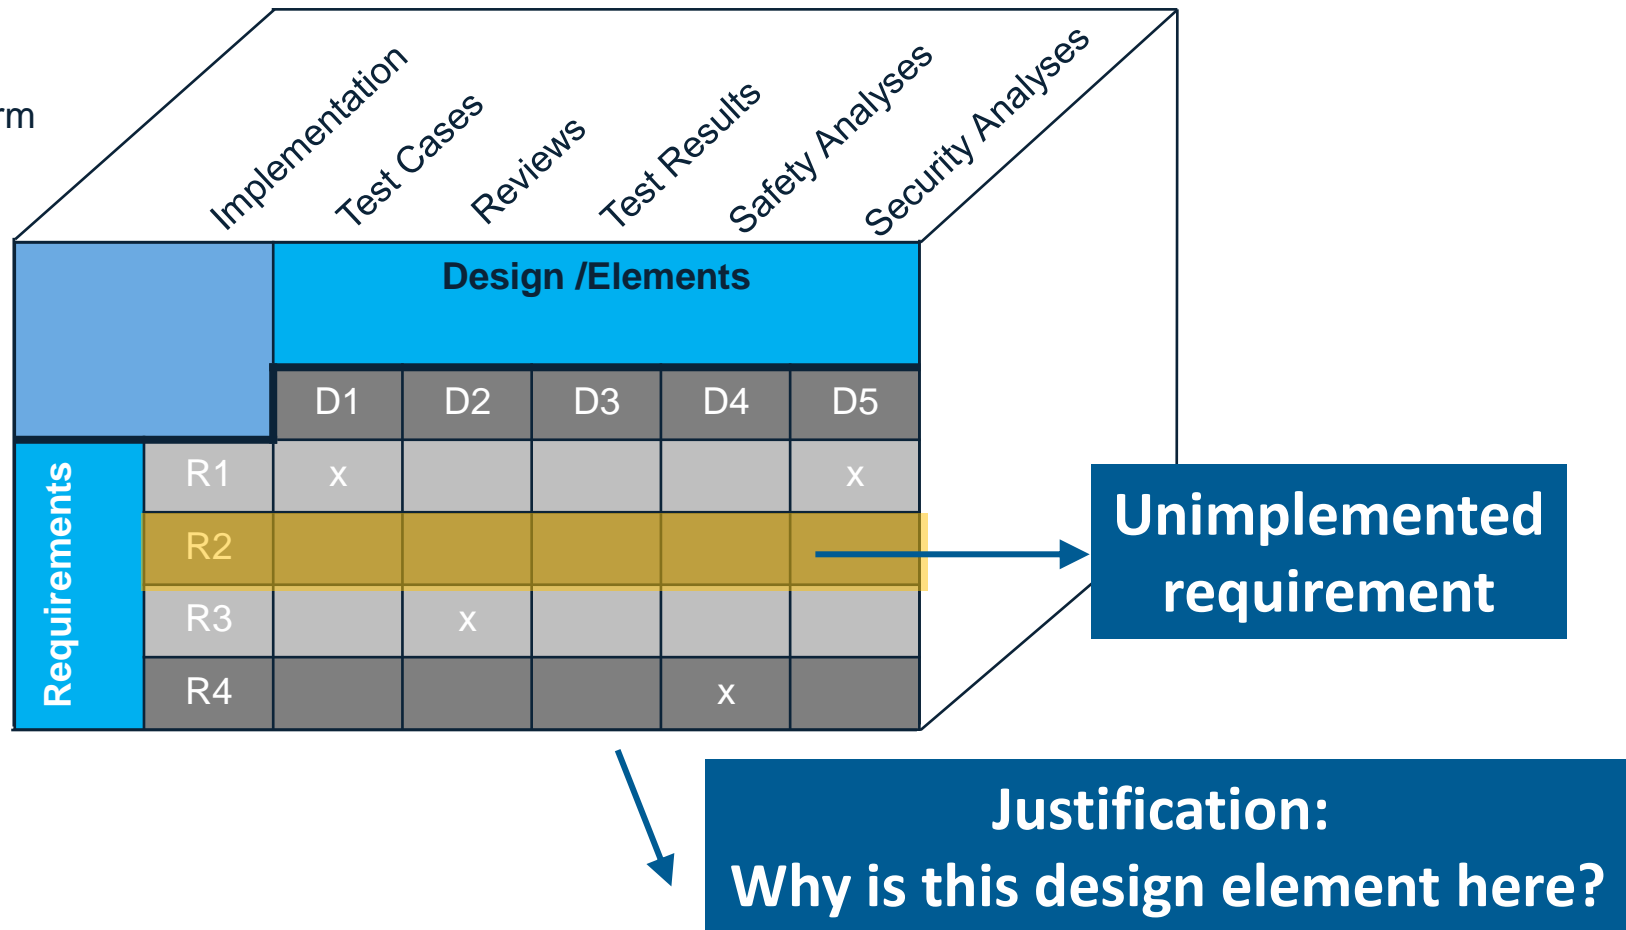 rm
Implementation
Test Cases
Reviews
Test Results
Safety Analyses
Security Analyses
Design /Elements
D1 D2 D3 D4 D5
Requirements
R1 x x
R2
R3 x
R4 x
Unimplemented
requirement
Justification:
Why is this design element here?